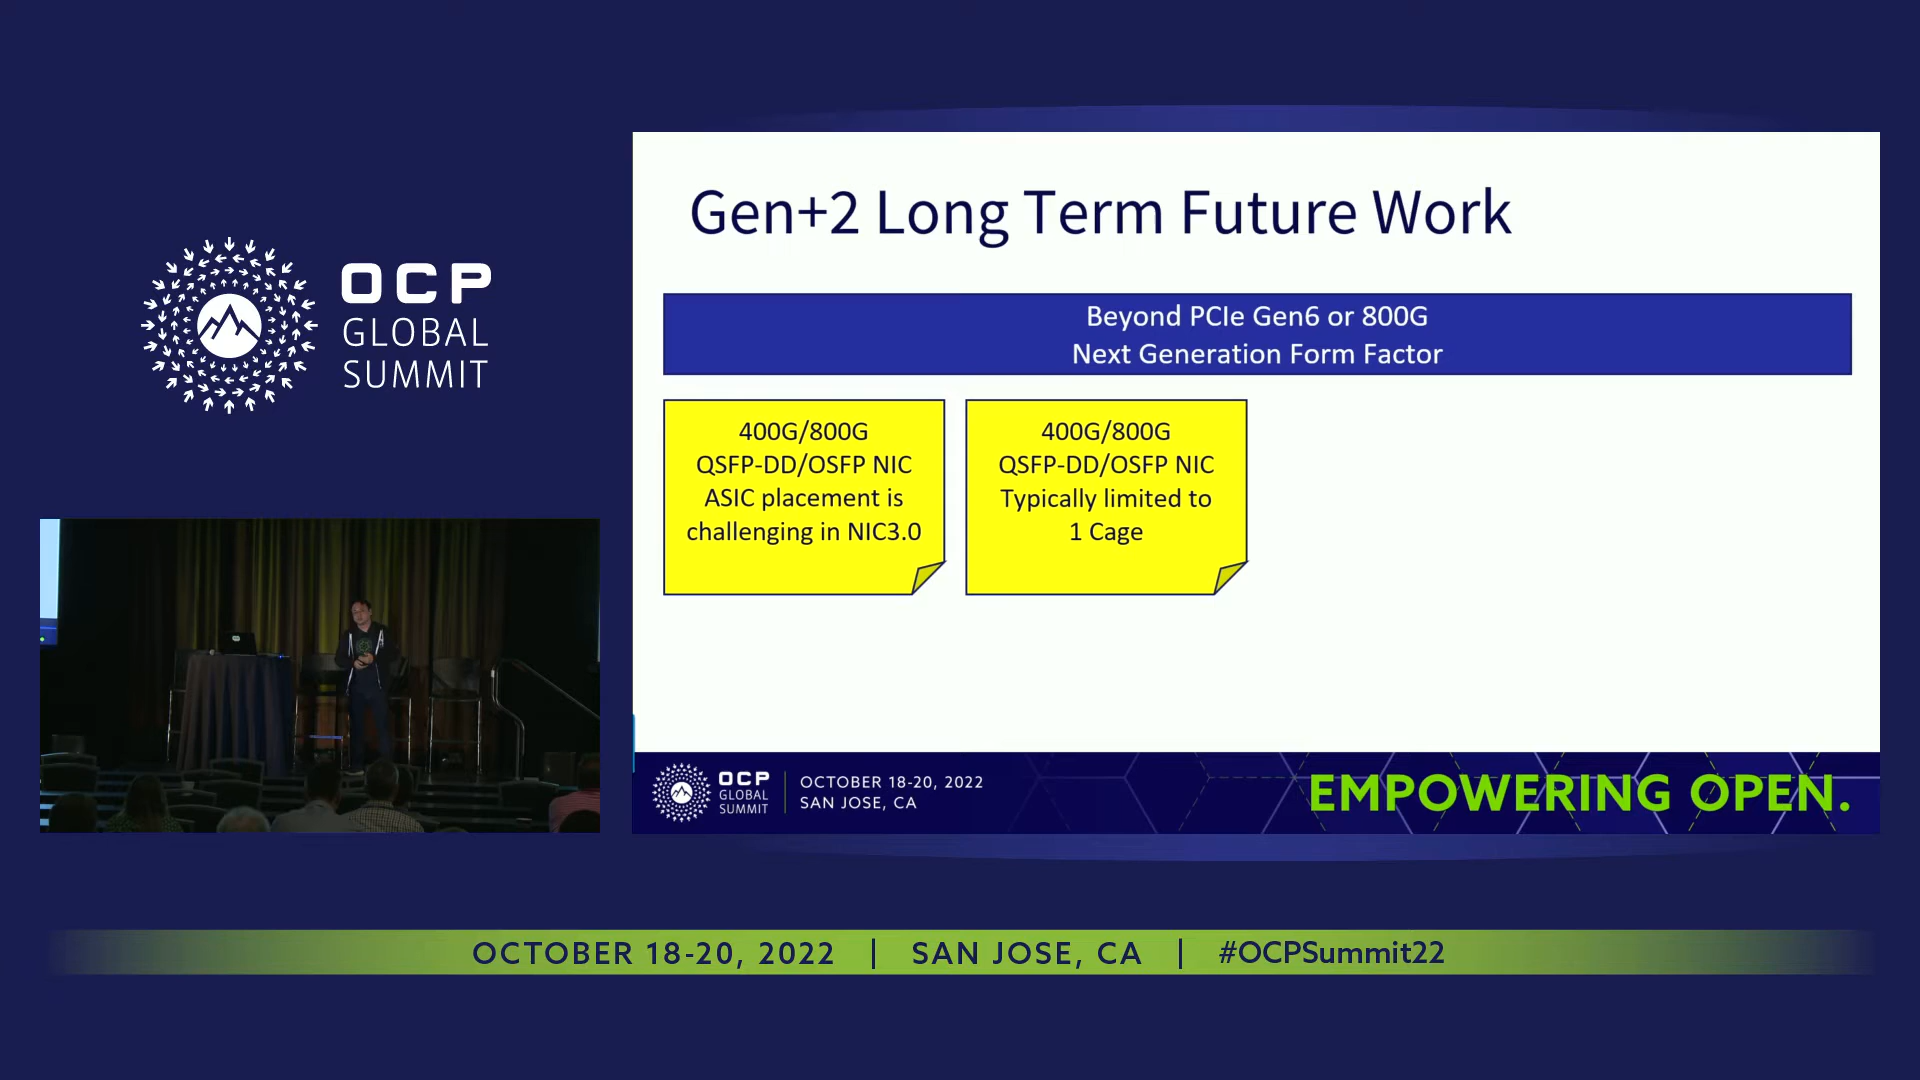 OCP
GLOBAL
SUMMIT
Gen+2 Long Term Future Work
Beyond PCIe Gen6 or 800G
Next Generation Form Factor
400G/800G
QSFP-DD/OSFP NIC
ASIC placement is
challenging in NIC3.0
400G/800G
QSFP-DD/OSFP NIC
Typically limited to
1 Cage
OCP
GLOBAL
SUMMIT
OCTOBER 18-20, 2022
SAN JOSE, CA
EMPOWERING OPEN.
OCTOBER 18-20, 2022 | SAN JOSE, CA | #OCPSummit22